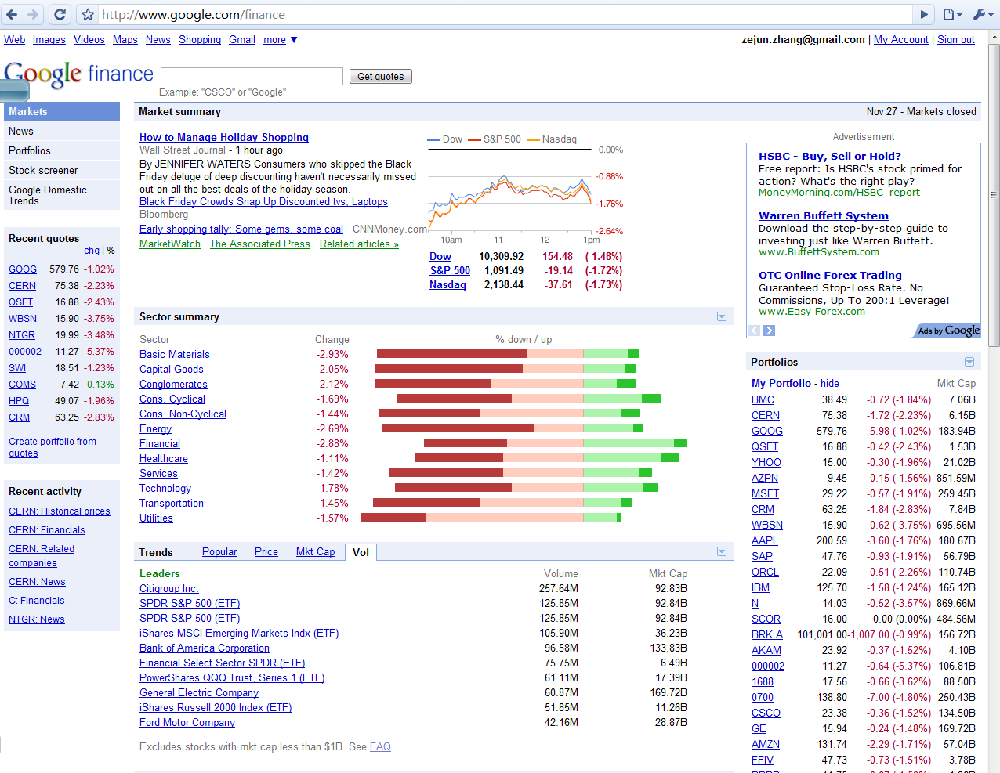 http://www.google.com/finance
Web Images Videos Maps News Shopping Gmail more ▼
zejun.zhang@gmail.com | My Account | Sign out
Google finance
Get quotes
Example: "CSCO" or "Google"
Markets
News
Portfolios
Stock screener
Google Domestic
Trends
Recent quotes
chg | %
GOOG 579.76 -1.02%
CERN 75.38 -2.23%
QSFT 16.88 -2.43%
WBSN 15.90 -3.75%
NTGR 19.99 -3.48%
000002 11.27 -5.37%
SWI 18.51 -1.23%
COMS 7.42 0.13%
HPQ 49.07 -1.96%
CRM 63.25 -2.83%
Create portfolio from
quotes
Recent activity
CERN: Historical prices
CERN: Financials
CERN: Related
companies
CERN: News
C: Financials
NTGR: News
Market summary
Nov 27 - Markets closed
How to Manage Holiday Shopping
Wall Street Journal - 1 hour ago
By JENNIFER WATERS Consumers who skipped the Black
Friday deluge of deep discounting haven't necessarily missed
out on all the best deals of the holiday season.
Black Friday Crowds Snap Up Discounted tvs, Laptops
Bloomberg
Early shopping tally: Some gems, some coal CNNMoney.com
MarketWatch The Associated Press Related articles »
Dow S&P 500 Nasdaq
0.00%
-0.88%
-1.76%
-2.64%
10am 11 12 1pm
Dow 10,309.92 -154.48 (-1.48%)
S&P 500 1,091.49 -19.14 (-1.72%)
Nasdaq 2,138.44 -37.61 (-1.73%)
Sector summary
Sector Change % down / up
Basic Materials -2.93%
Capital Goods -2.05%
Conglomerates -2.12%
Cons. Cyclical -1.69%
Cons. Non-Cyclical -1.44%
Energy -2.69%
Financial -2.88%
Healthcare -1.11%
Services -1.42%
Technology -1.78%
Transportation -1.45%
Utilities -1.57%
Trends Popular Price Mkt Cap Vol
Leaders Volume Mkt Cap
Citigroup Inc. 257.64M 92.83B
SPDR S&P 500 (ETF) 125.85M 92.84B
SPDR S&P 500 (ETF) 125.85M 92.84B
iShares MSCI Emerging Markets Indx (ETF) 105.90M 36.23B
Bank of America Corporation 96.58M 133.83B
Financial Select Sector SPDR (ETF) 75.75M 6.49B
PowerShares QQQ Trust, Series 1 (ETF) 61.11M 17.39B
General Electric Company 60.87M 169.72B
iShares Russell 2000 Index (ETF) 51.85M 11.26B
Ford Motor Company 42.16M 28.87B
Excludes stocks with mkt cap less than $1B. See FAQ
Advertisement
HSBC - Buy, Sell or Hold?
Free report: Is HSBC's stock primed for
action? What's the right play?
MoneyMorning.com/HSBC_report
Warren Buffett System
Download the step-by-step guide to
investing just like Warren Buffett.
www.BuffettSystem.com
OTC Online Forex Trading
Guaranteed Stop-Loss Rate. No
Commissions, Up To 200:1 Leverage!
www.Easy-Forex.com
Ads by Google
Portfolios
My Portfolio - hide Mkt Cap
BMC 38.49 -0.72 (-1.84%) 7.06B
CERN 75.38 -1.72 (-2.23%) 6.15B
GOOG 579.76 -5.98 (-1.02%) 183.94B
QSFT 16.88 -0.42 (-2.43%) 1.53B
YHOO 15.00 -0.30 (-1.96%) 21.02B
AZPN 9.45 -0.15 (-1.56%) 851.59M
MSFT 29.22 -0.57 (-1.91%) 259.45B
CRM 63.25 -1.84 (-2.83%) 7.84B
WBSN 15.90 -0.62 (-3.75%) 695.56M
AAPL 200.59 -3.60 (-1.76%) 180.67B
SAP 47.76 -0.93 (-1.91%) 56.79B
ORCL 22.09 -0.51 (-2.26%) 110.74B
IBM 125.70 -1.58 (-1.24%) 165.12B
N 14.03 -0.52 (-3.57%) 869.66M
SCOR 16.00 0.00 (0.00%) 484.56M
BRK.A 101,001.00 -1,007.00 (-0.99%) 156.72B
AKAM 23.92 -0.37 (-1.52%) 4.10B
000002 11.27 -0.64 (-5.37%) 106.81B
1688 17.56 -0.66 (-3.62%) 88.50B
0700 138.80 -7.00 (-4.80%) 250.43B
CSCO 23.38 -0.36 (-1.52%) 134.50B
GE 15.94 -0.24 (-1.48%) 169.72B
AMZN 131.74 -2.29 (-1.71%) 57.04B
FFIV 47.73 -0.73 (-1.51%) 3.78B